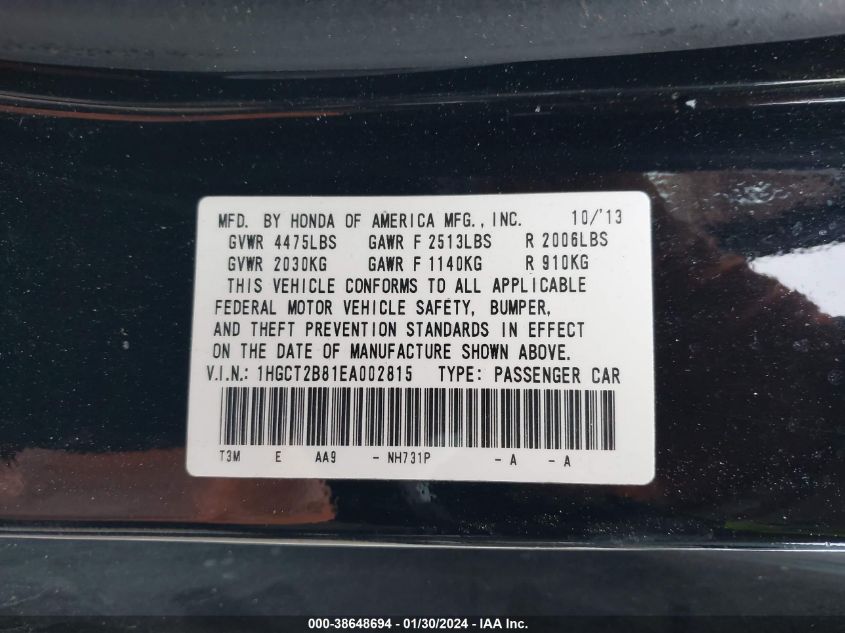 MFD. BY HONDA OF AMERICA MFG., INC. 10/'13
GVWR 4475LBS GAWR F 2513LBS R 2006LBS
GVWR 2030KG GAWR F 1140KG R 910KG
THIS VEHICLE CONFORMS TO ALL APPLICABLE
FEDERAL MOTOR VEHICLE SAFETY, BUMPER,
AND THEFT PREVENTION STANDARDS IN EFFECT
ON THE DATE OF MANUFACTURE SHOWN ABOVE.
V.I.N.: 1HGCT2B81EA002815 TYPE: PASSENGER CAR
T3M E AA9 - NH731P - A - A
000-38648694 - 01/30/2024 - IAA Inc.